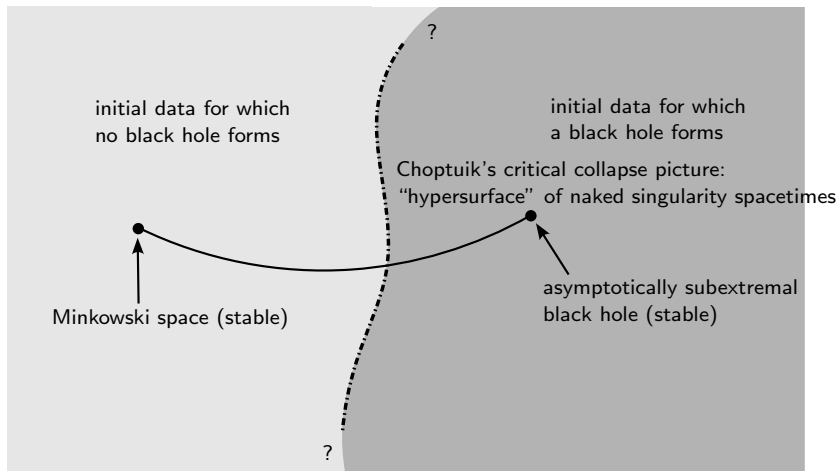 ?
initial data for which
no black hole forms
initial data for which
a black hole forms
Choptuik's critical collapse picture:
“hypersurface” of naked singularity spacetimes
asymptotically subextremal
black hole (stable)
Minkowski space (stable)
?